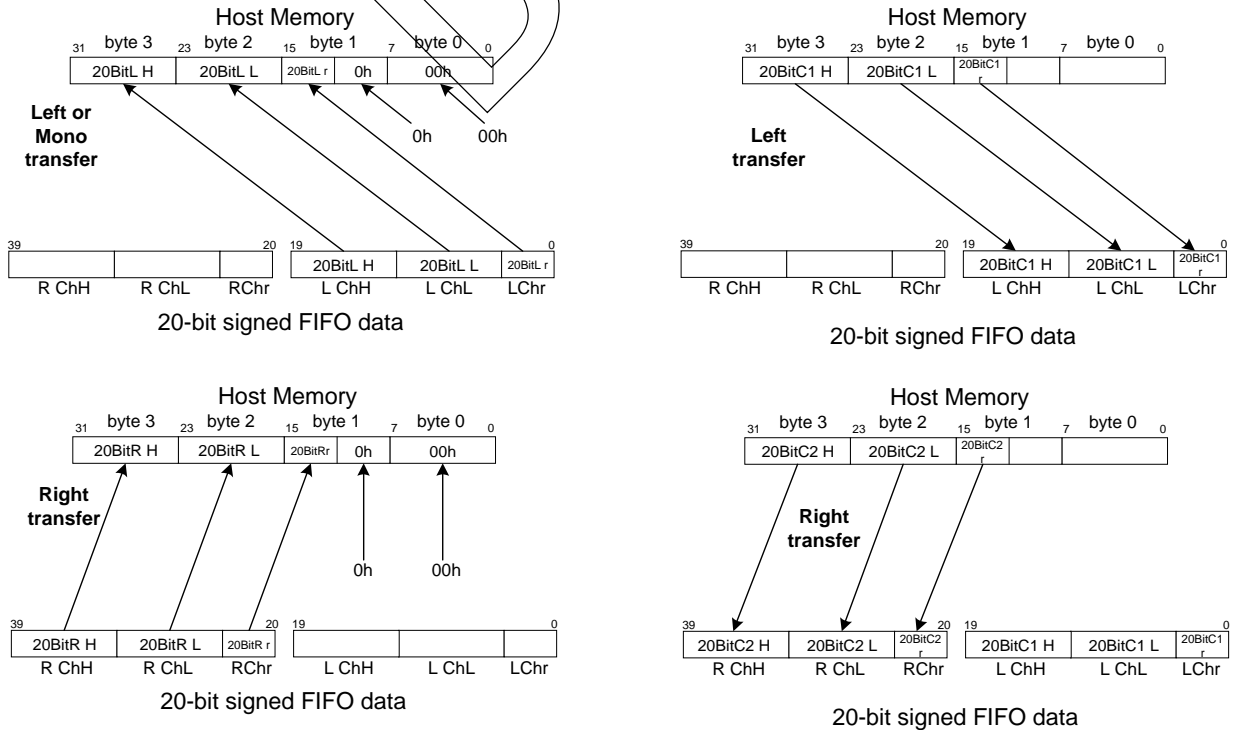 Host Memory
31 byte 3 23 byte 2 15 byte 1 7 byte 0 0
20BitL H 20BitL L 20BitL r 0h 00h
Left or
Mono
transfer
0h 00h
39 20 19 0
20BitL H 20BitL L 20BitL r
R ChH R ChL RChr L ChH L ChL LChr
20-bit signed FIFO data
Host Memory
31 byte 3 23 byte 2 15 byte 1 7 byte 0 0
20BitC1 H 20BitC1 L 20BitC1
r
Left
transfer
39 20 19 0
20BitC1 H 20BitC1 L 20BitC1
r
R ChH R ChL RChr L ChH L ChL LChr
20-bit signed FIFO data
Host Memory
31 byte 3 23 byte 2 15 byte 1 7 byte 0 0
20BitR H 20BitR L 20BitRr 0h 00h
Right
transfer
0h 00h
39 20 19 0
20BitR H 20BitR L 20BitR r
R ChH R ChL RChr L ChH L ChL LChr
20-bit signed FIFO data
Host Memory
31 byte 3 23 byte 2 15 byte 1 7 byte 0 0
20BitC2 H 20BitC2 L 20BitC2
r
Right
transfer
39 20 19 0
20BitC2 H 20BitC2 L 20BitC2
r
20BitC1 H 20BitC1 L 20BitC1
r
R ChH R ChL RChr L ChH L ChL LChr
20-bit signed FIFO data